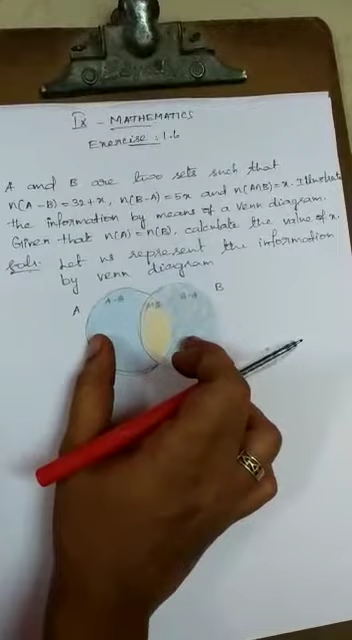 IX - MATHEMATICS
Exercise : 1.6
A and B are two sets such that
n(A-B) = 32+x, n(B-A) = 5x and n(A∩B) = x. Illustrate
the information by means of a venn diagram.
Given that n(A) = n(B), calculate the value of x.
Soln: Let us represent the information
by venn diagram
A
B
A-B
A∩B
B-A